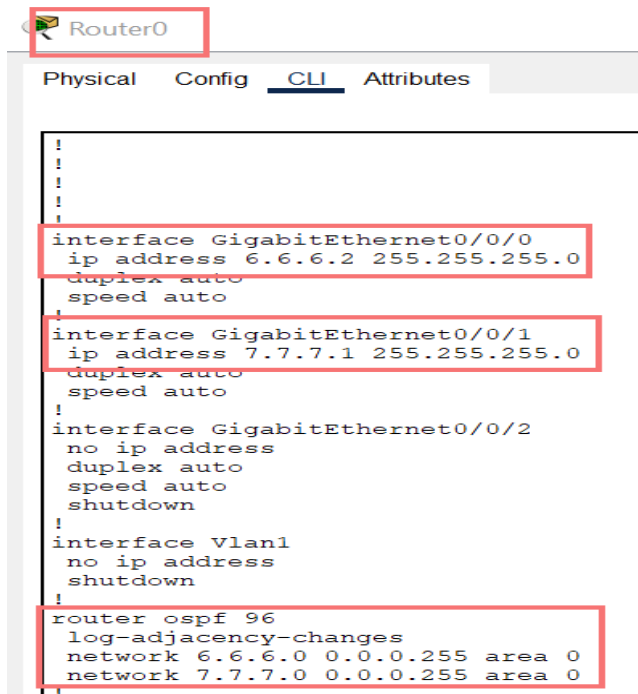 Router0
Physical Config CLI Attributes
!
!
!
!
!
interface GigabitEthernet0/0/0
ip address 6.6.6.2 255.255.255.0
duplex auto
speed auto
!
interface GigabitEthernet0/0/1
ip address 7.7.7.1 255.255.255.0
duplex auto
speed auto
!
interface GigabitEthernet0/0/2
no ip address
duplex auto
speed auto
shutdown
!
interface Vlan1
no ip address
shutdown
!
router ospf 96
log-adjacency-changes
network 6.6.6.0 0.0.0.255 area 0
network 7.7.7.0 0.0.0.255 area 0
!